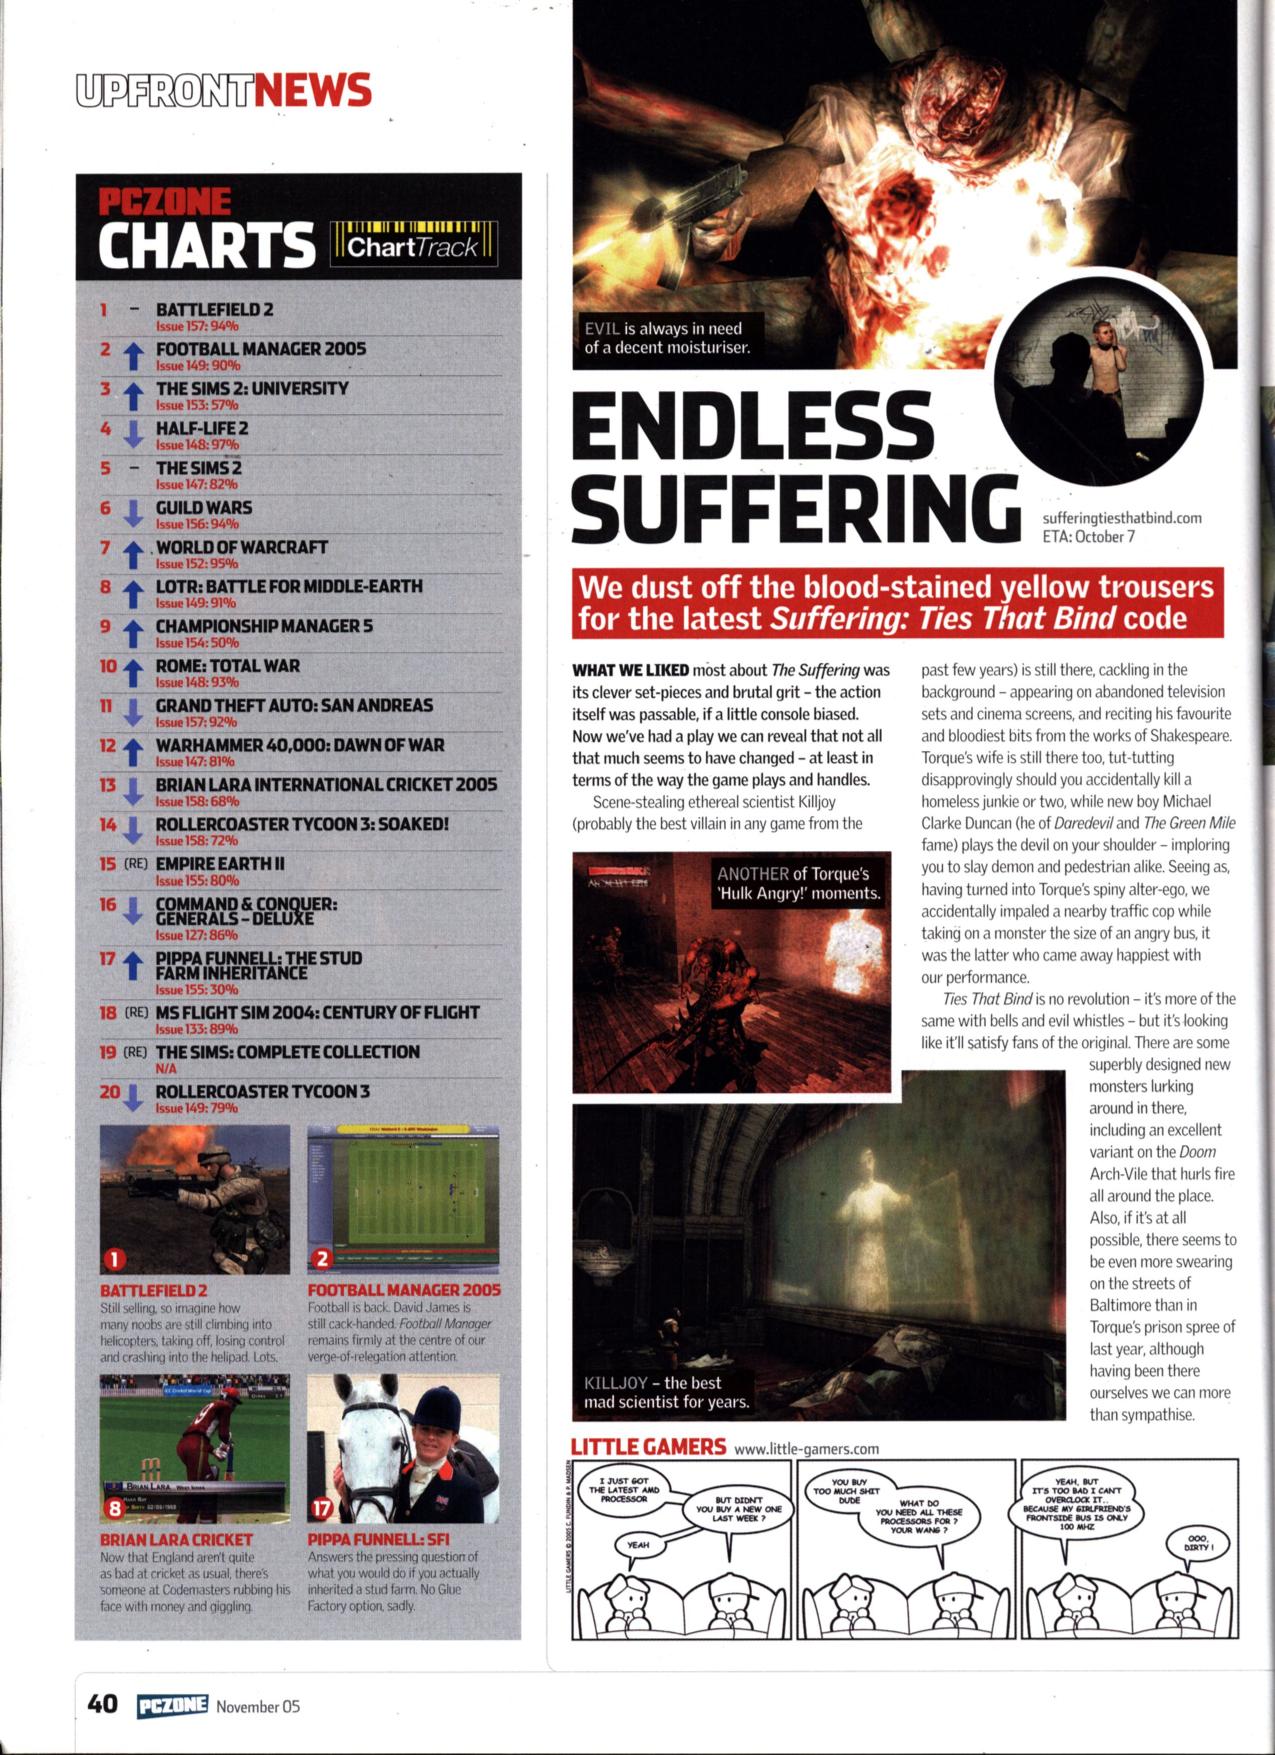 UPFRONTNEWS
PCZONE
CHARTS
ChartTrack
1 – BATTLEFIELD 2
Issue 157: 94%
2 FOOTBALL MANAGER 2005
Issue 149: 90%
3 THE SIMS 2: UNIVERSITY
Issue 153: 57%
4 HALF-LIFE 2
Issue 148: 97%
5 – THE SIMS 2
Issue 147: 82%
6 GUILD WARS
Issue 156: 94%
7 WORLD OF WARCRAFT
Issue 152: 95%
8 LOTR: BATTLE FOR MIDDLE-EARTH
Issue 149: 91%
9 CHAMPIONSHIP MANAGER 5
Issue 154: 50%
10 ROME: TOTAL WAR
Issue 148: 93%
11 GRAND THEFT AUTO: SAN ANDREAS
Issue 157: 92%
12 WARHAMMER 40,000: DAWN OF WAR
Issue 147: 81%
13 BRIAN LARA INTERNATIONAL CRICKET 2005
Issue 158: 68%
14 ROLLERCOASTER TYCOON 3: SOAKED!
Issue 158: 72%
15 (RE) EMPIRE EARTH II
Issue 155: 80%
16 COMMAND & CONQUER:
GENERALS – DELUXE
Issue 127: 86%
17 PIPPA FUNNELL: THE STUD
FARM INHERITANCE
Issue 155: 30%
18 (RE) MS FLIGHT SIM 2004: CENTURY OF FLIGHT
Issue 133: 89%
19 (RE) THE SIMS: COMPLETE COLLECTION
N/A
20 ROLLERCOASTER TYCOON 3
Issue 149: 79%
1
BATTLEFIELD 2
Still selling, so imagine how
many noobs are still climbing into
helicopters, taking off, losing control
and crashing into the helipad. Lots.
2
FOOTBALL MANAGER 2005
Football is back. David James is
still cack-handed. Football Manager
remains firmly at the centre of our
verge-of-relegation attention.
BRIAN LARA
8
BRIAN LARA CRICKET
Now that England aren't quite
as bad at cricket as usual, there's
someone at Codemasters rubbing his
face with money and giggling.
17
PIPPA FUNNELL: SFI
Answers the pressing question of
what you would do if you actually
inherited a stud farm. No Glue
Factory option, sadly.
EVIL is always in need
of a decent moisturiser.
ENDLESS
SUFFERING
sufferingtiesthatbind.com
ETA: October 7
We dust off the blood-stained yellow trousers
for the latest Suffering: Ties That Bind code
WHAT WE LIKED most about The Suffering was
its clever set-pieces and brutal grit – the action
itself was passable, if a little console biased.
Now we've had a play we can reveal that not all
that much seems to have changed – at least in
terms of the way the game plays and handles.
Scene-stealing ethereal scientist Killjoy
(probably the best villain in any game from the
past few years) is still there, cackling in the
background – appearing on abandoned television
sets and cinema screens, and reciting his favourite
and bloodiest bits from the works of Shakespeare.
Torque's wife is still there too, tut-tutting
disapprovingly should you accidentally kill a
homeless junkie or two, while new boy Michael
Clarke Duncan (he of Daredevil and The Green Mile
fame) plays the devil on your shoulder – imploring
you to slay demon and pedestrian alike. Seeing as,
having turned into Torque's spiny alter-ego, we
accidentally impaled a nearby traffic cop while
taking on a monster the size of an angry bus, it
was the latter who came away happiest with
our performance.
Ties That Bind is no revolution – it's more of the
same with bells and evil whistles – but it's looking
like it'll satisfy fans of the original. There are some
superbly designed new
monsters lurking
around in there,
including an excellent
variant on the Doom
Arch-Vile that hurls fire
all around the place.
Also, if it's at all
possible, there seems to
be even more swearing
on the streets of
Baltimore than in
Torque's prison spree of
last year, although
having been there
ourselves we can more
than sympathise.
ANOTHER of Torque's
'Hulk Angry!' moments.
KILLJOY – the best
mad scientist for years.
LITTLE GAMERS www.little-gamers.com
LITTLE GAMERS © 2005 C. FUNDIN & P. MADSEN
I JUST GOT
THE LATEST AMD
PROCESSOR
BUT DIDN'T
YOU BUY A NEW ONE
LAST WEEK ?
YEAH
YOU BUY
TOO MUCH SHIT
DUDE
WHAT DO
YOU NEED ALL THESE
PROCESSORS FOR ?
YOUR WANG ?
YEAH, BUT
IT'S TOO BAD I CAN'T
OVERCLOCK IT..
BECAUSE MY GIRLFRIEND'S
FRONTSIDE BUS IS ONLY
100 MHZ
OOO,
DIRTY !
40 PCZONE November 05